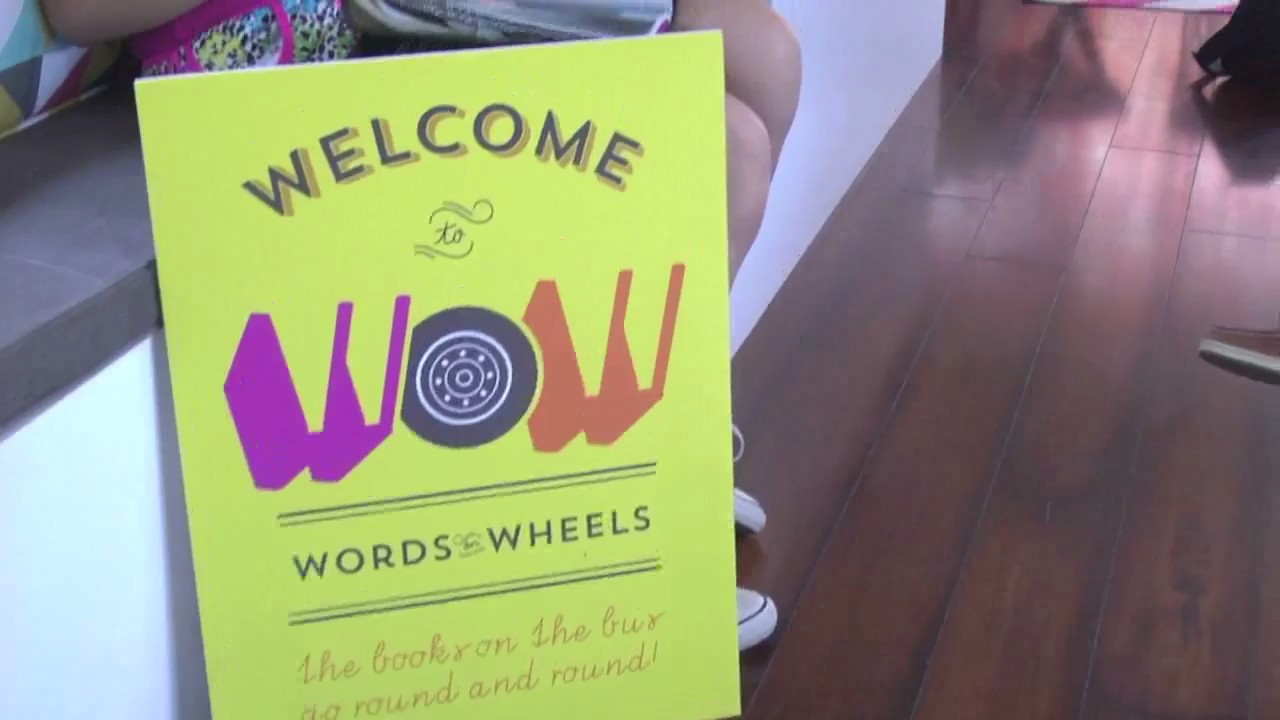 WELCOME
to
WOW
WORDS on WHEELS
the books on the bus
go round and round!